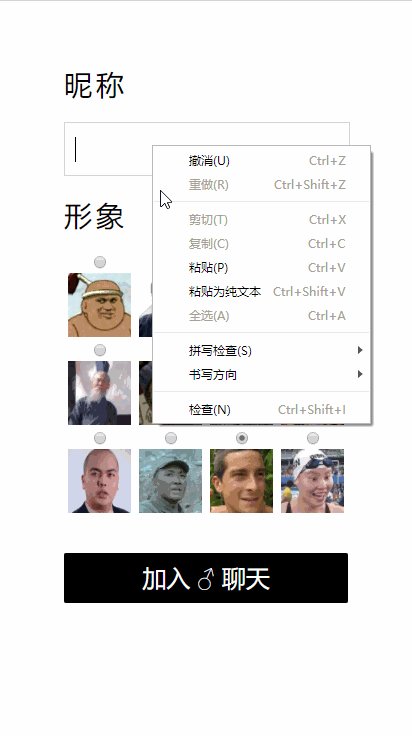 昵称
撤消(U) Ctrl+Z
重做(R) Ctrl+Shift+Z
剪切(T) Ctrl+X
复制(C) Ctrl+C
粘贴(P) Ctrl+V
粘贴为纯文本 Ctrl+Shift+V
全选(A) Ctrl+A
形象
拼写检查(S)
书写方向
检查(N) Ctrl+Shift+I
加入♂聊天